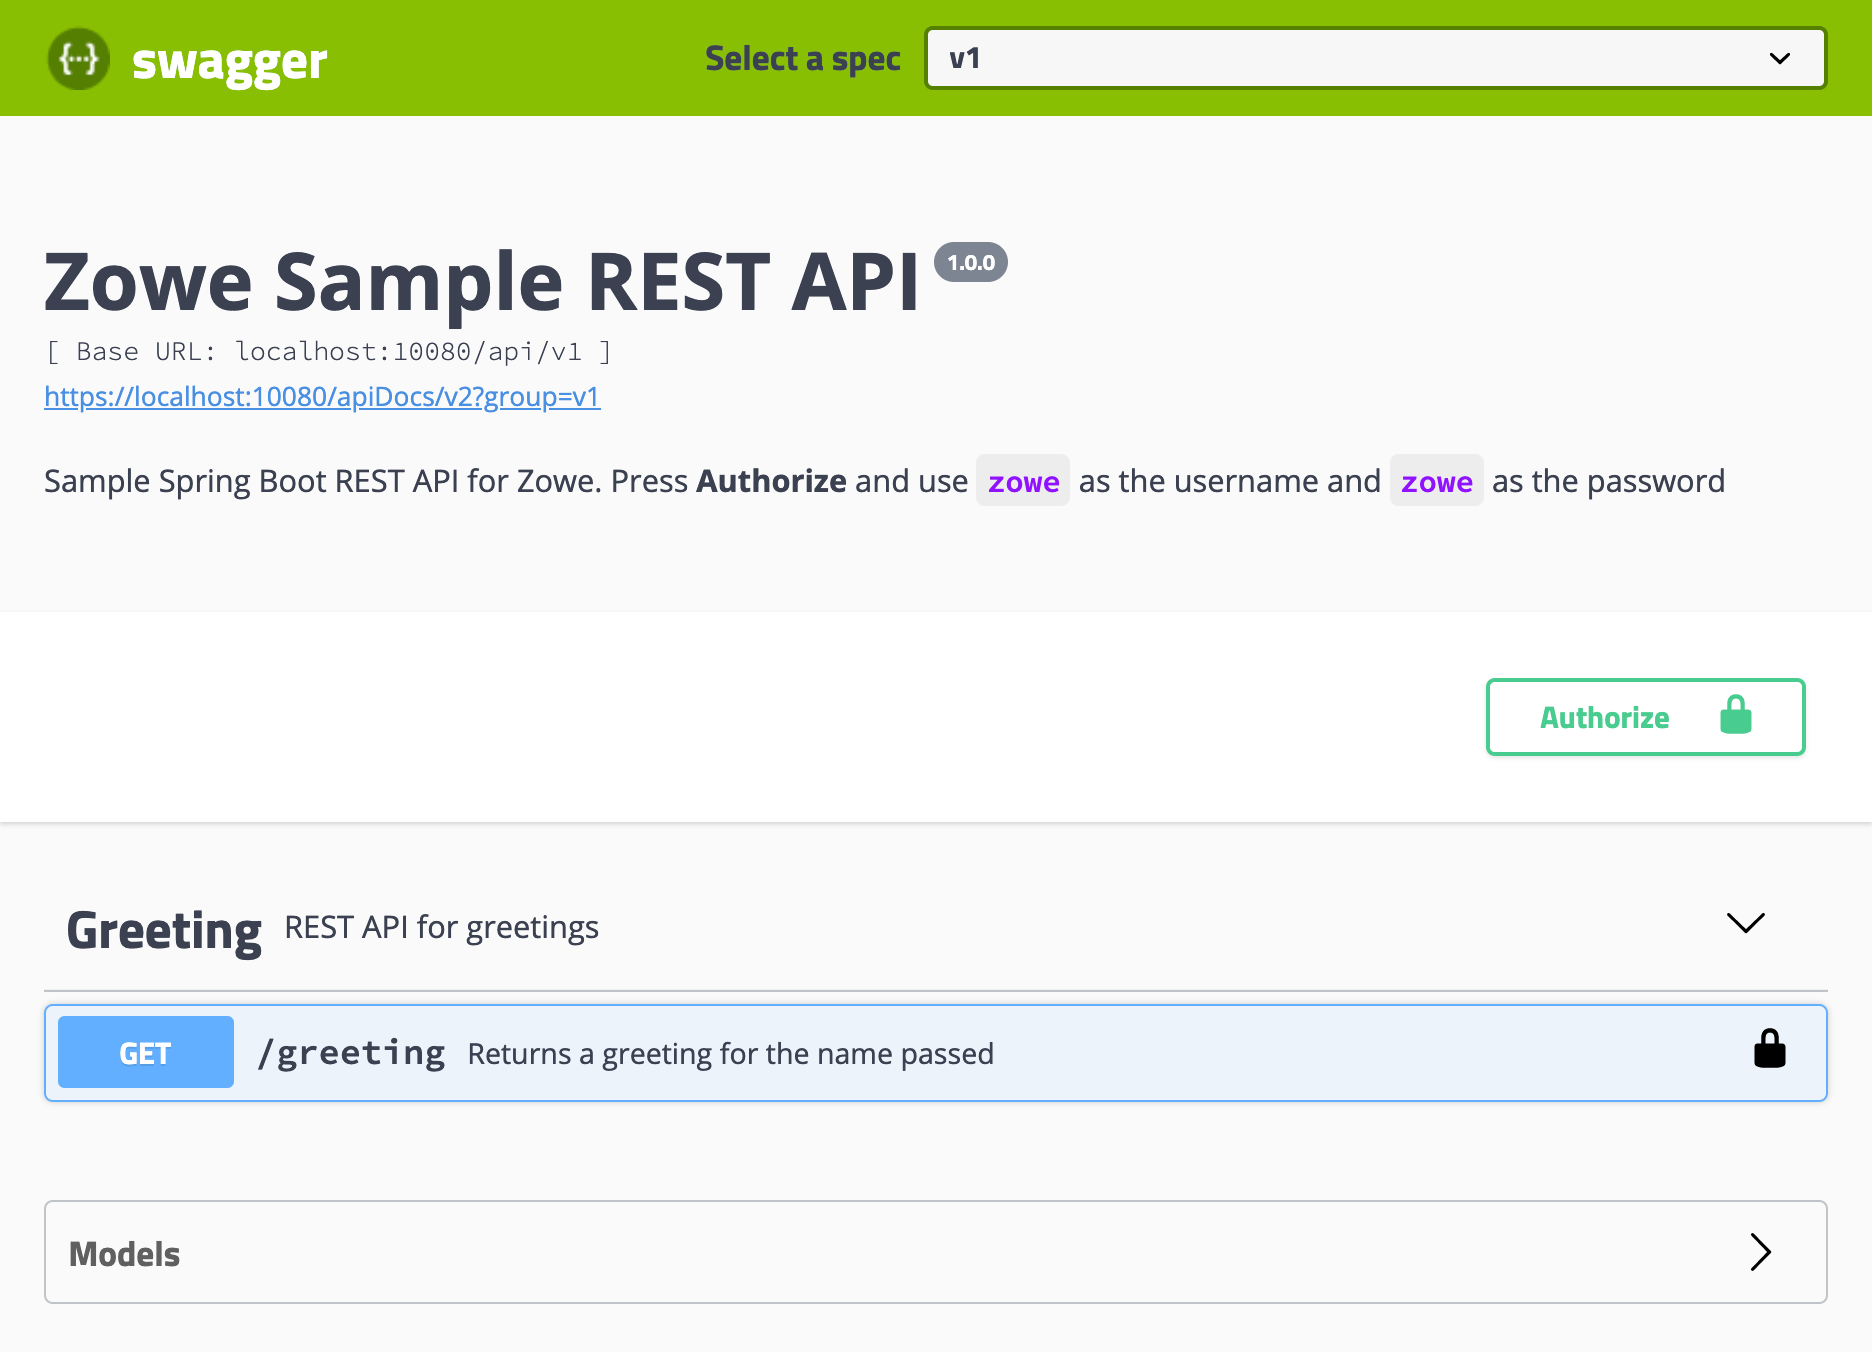 {···} swagger
Select a spec v1
Zowe Sample REST API 1.0.0
[ Base URL: localhost:10080/api/v1 ]
https://localhost:10080/apiDocs/v2?group=v1
Sample Spring Boot REST API for Zowe. Press Authorize and use zowe as the username and zowe as the password
Authorize
Greeting REST API for greetings
GET /greeting Returns a greeting for the name passed
Models